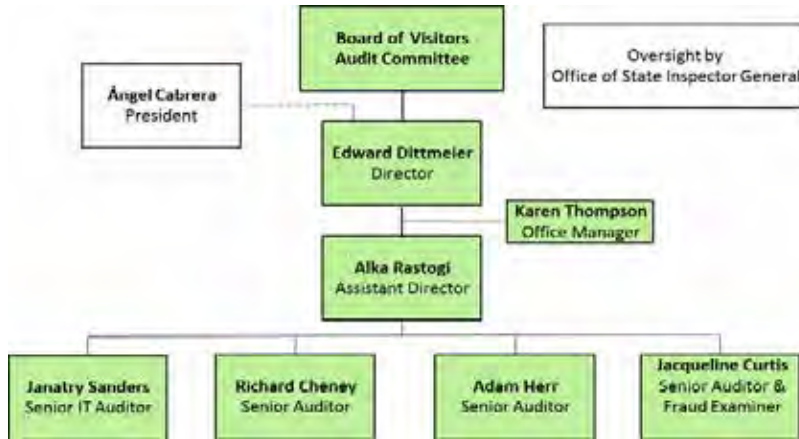 Board of Visitors
Audit Committee
Oversight by
Office of State Inspector General
Ángel Cabrera
President
Edward Dittmeier
Director
Karen Thompson
Office Manager
Alka Rastogi
Assistant Director
Janatry Sanders
Senior IT Auditor
Richard Cheney
Senior Auditor
Adam Herr
Senior Auditor
Jacqueline Curtis
Senior Auditor &
Fraud Examiner